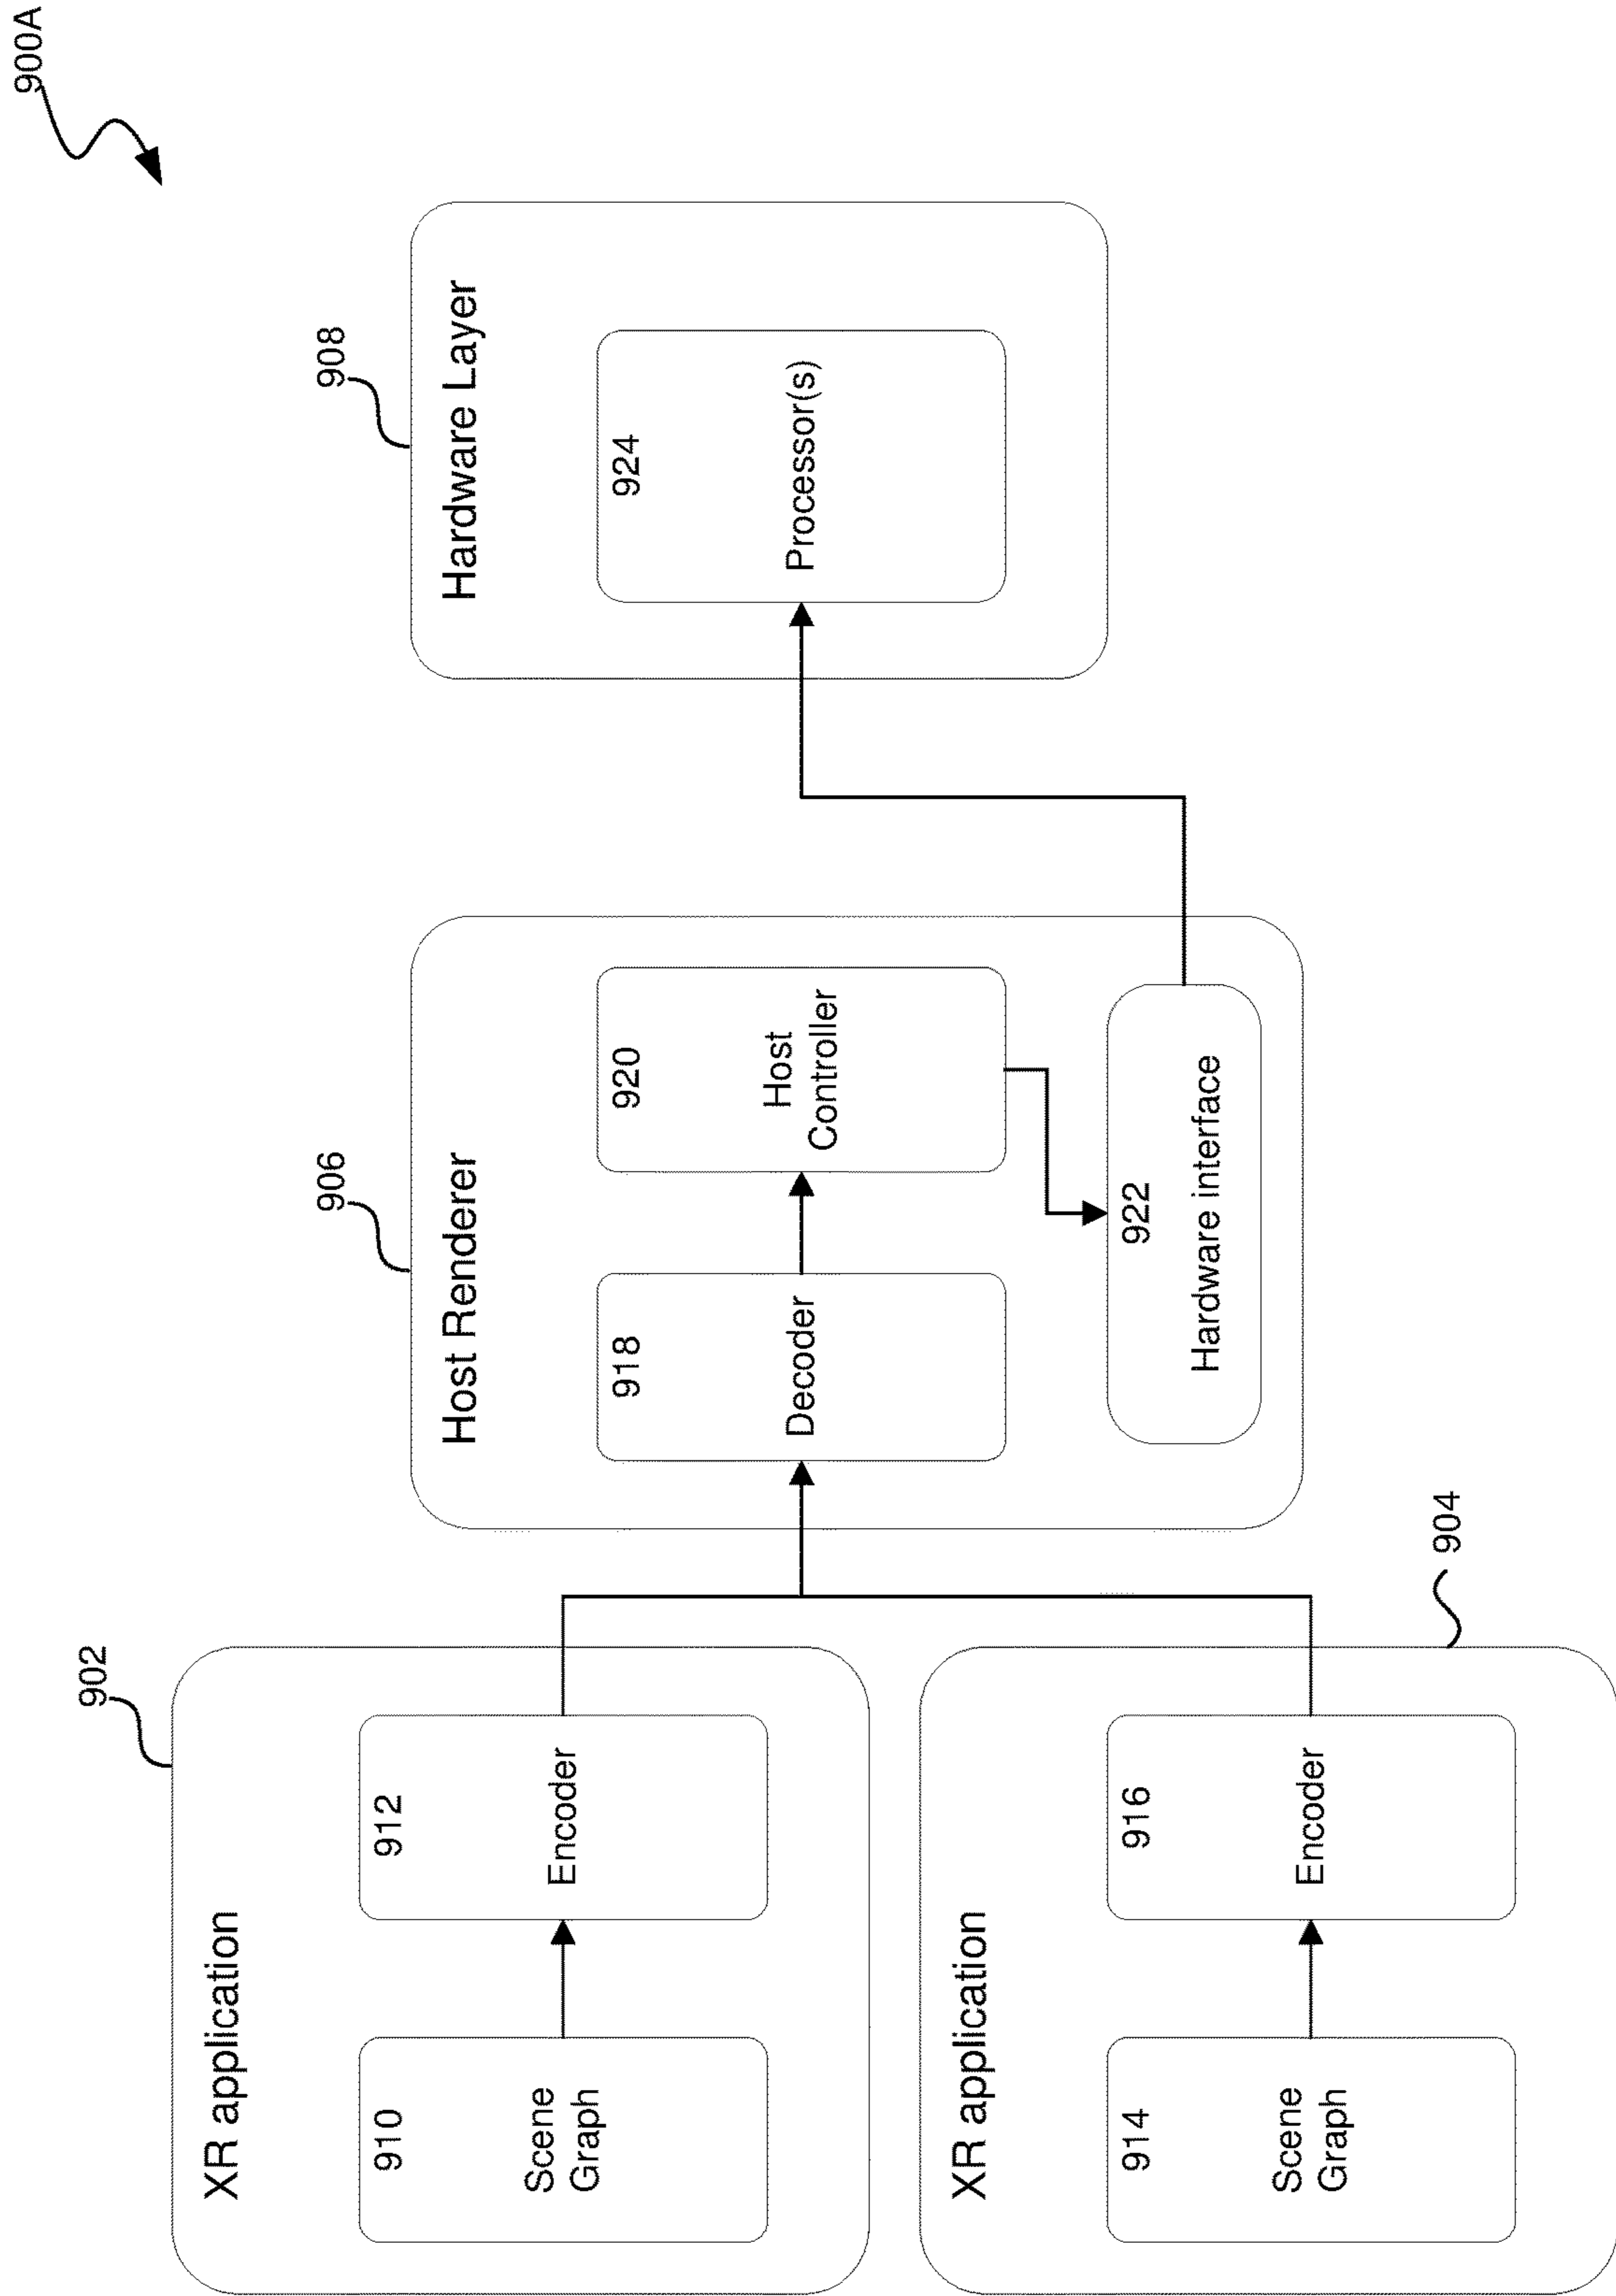 900A
902
XR application
910
Scene
Graph
912
Encoder
904
XR application
914
Scene
Graph
916
Encoder
906
Host Renderer
918
Decoder
920
Host
Controller
922
Hardware interface
908
Hardware Layer
924
Processor(s)